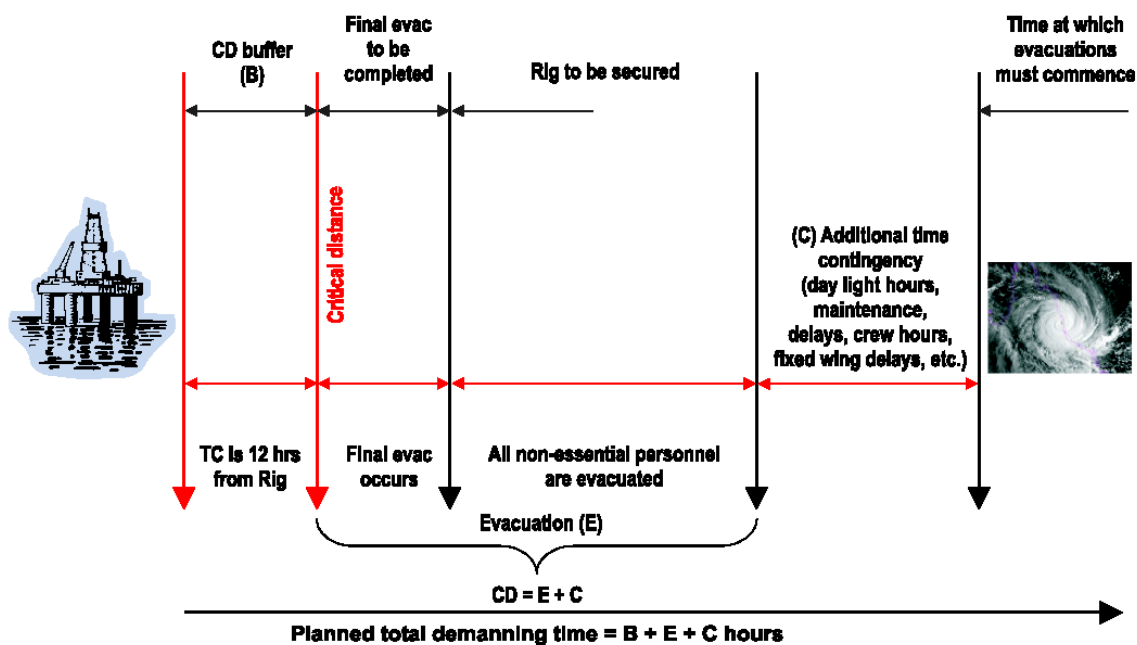 CD buffer
(B)
Final evac
to be
completed
Rig to be secured
Time at which
evacuations
must commence
Critical distance
(C) Additional time
contingency
(day light hours,
maintenance,
delays, crew hours,
fixed wing delays, etc.)
TC is 12 hrs
from Rig
Final evac
occurs
All non-essential personnel
are evacuated
Evacuation (E)
CD = E + C
Planned total demanning time = B + E + C hours